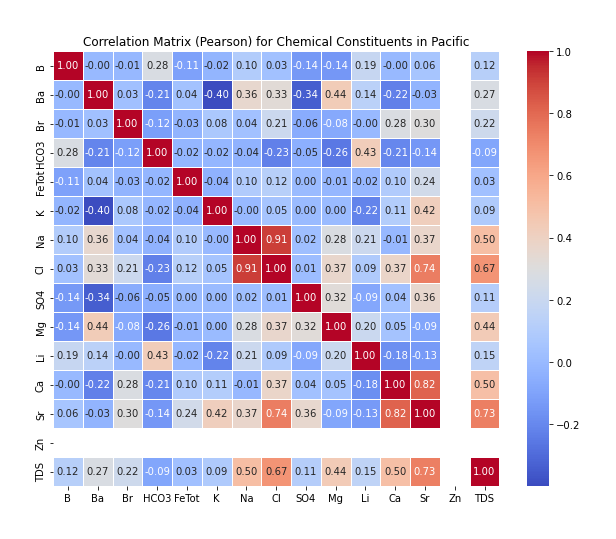 Correlation Matrix (Pearson) for Chemical Constituents in Pacific
B 1.00 -0.00 -0.01 0.28 -0.11 -0.02 0.10 0.03 -0.14 -0.14 0.19 -0.00 0.06 0.12
Ba -0.00 1.00 0.03 -0.21 0.04 -0.40 0.36 0.33 -0.34 0.44 0.14 -0.22 -0.03 0.27
Br -0.01 0.03 1.00 -0.12 -0.03 0.08 0.04 0.21 -0.06 -0.08 -0.00 0.28 0.30 0.22
HCO3 0.28 -0.21 -0.12 1.00 -0.02 -0.02 -0.04 -0.23 -0.05 -0.26 0.43 -0.21 -0.14 -0.09
FeTot -0.11 0.04 -0.03 -0.02 1.00 -0.04 0.10 0.12 -0.00 -0.01 -0.02 0.10 0.24 0.03
K -0.02 -0.40 0.08 -0.02 -0.04 1.00 -0.00 0.05 0.00 0.00 -0.22 0.11 0.42 0.09
Na 0.10 0.36 0.04 -0.04 0.10 -0.00 1.00 0.91 0.02 0.28 0.21 -0.01 0.37 0.50
Cl 0.03 0.33 0.21 -0.23 0.12 0.05 0.91 1.00 0.01 0.37 0.09 0.37 0.74 0.67
SO4 -0.14 -0.34 -0.06 -0.05 0.00 0.00 0.02 0.01 1.00 0.32 -0.09 0.04 0.36 0.11
Mg -0.14 0.44 -0.08 -0.26 -0.01 0.00 0.28 0.37 0.32 1.00 0.20 0.05 -0.09 0.44
Li 0.19 0.14 -0.00 0.43 -0.02 -0.22 0.21 0.09 -0.09 0.20 1.00 -0.18 -0.13 0.15
Ca -0.00 -0.22 0.28 -0.21 0.10 0.11 -0.01 0.37 0.04 0.05 -0.18 1.00 0.82 0.50
Sr 0.06 -0.03 0.30 -0.14 0.24 0.42 0.37 0.74 0.36 -0.09 -0.13 0.82 1.00 0.73
Zn
TDS 0.12 0.27 0.22 -0.09 0.03 0.09 0.50 0.67 0.11 0.44 0.15 0.50 0.73 1.00
B Ba Br HCO3 FeTot K Na Cl SO4 Mg Li Ca Sr Zn TDS
1.0
0.8
0.6
0.4
0.2
0.0
−0.2